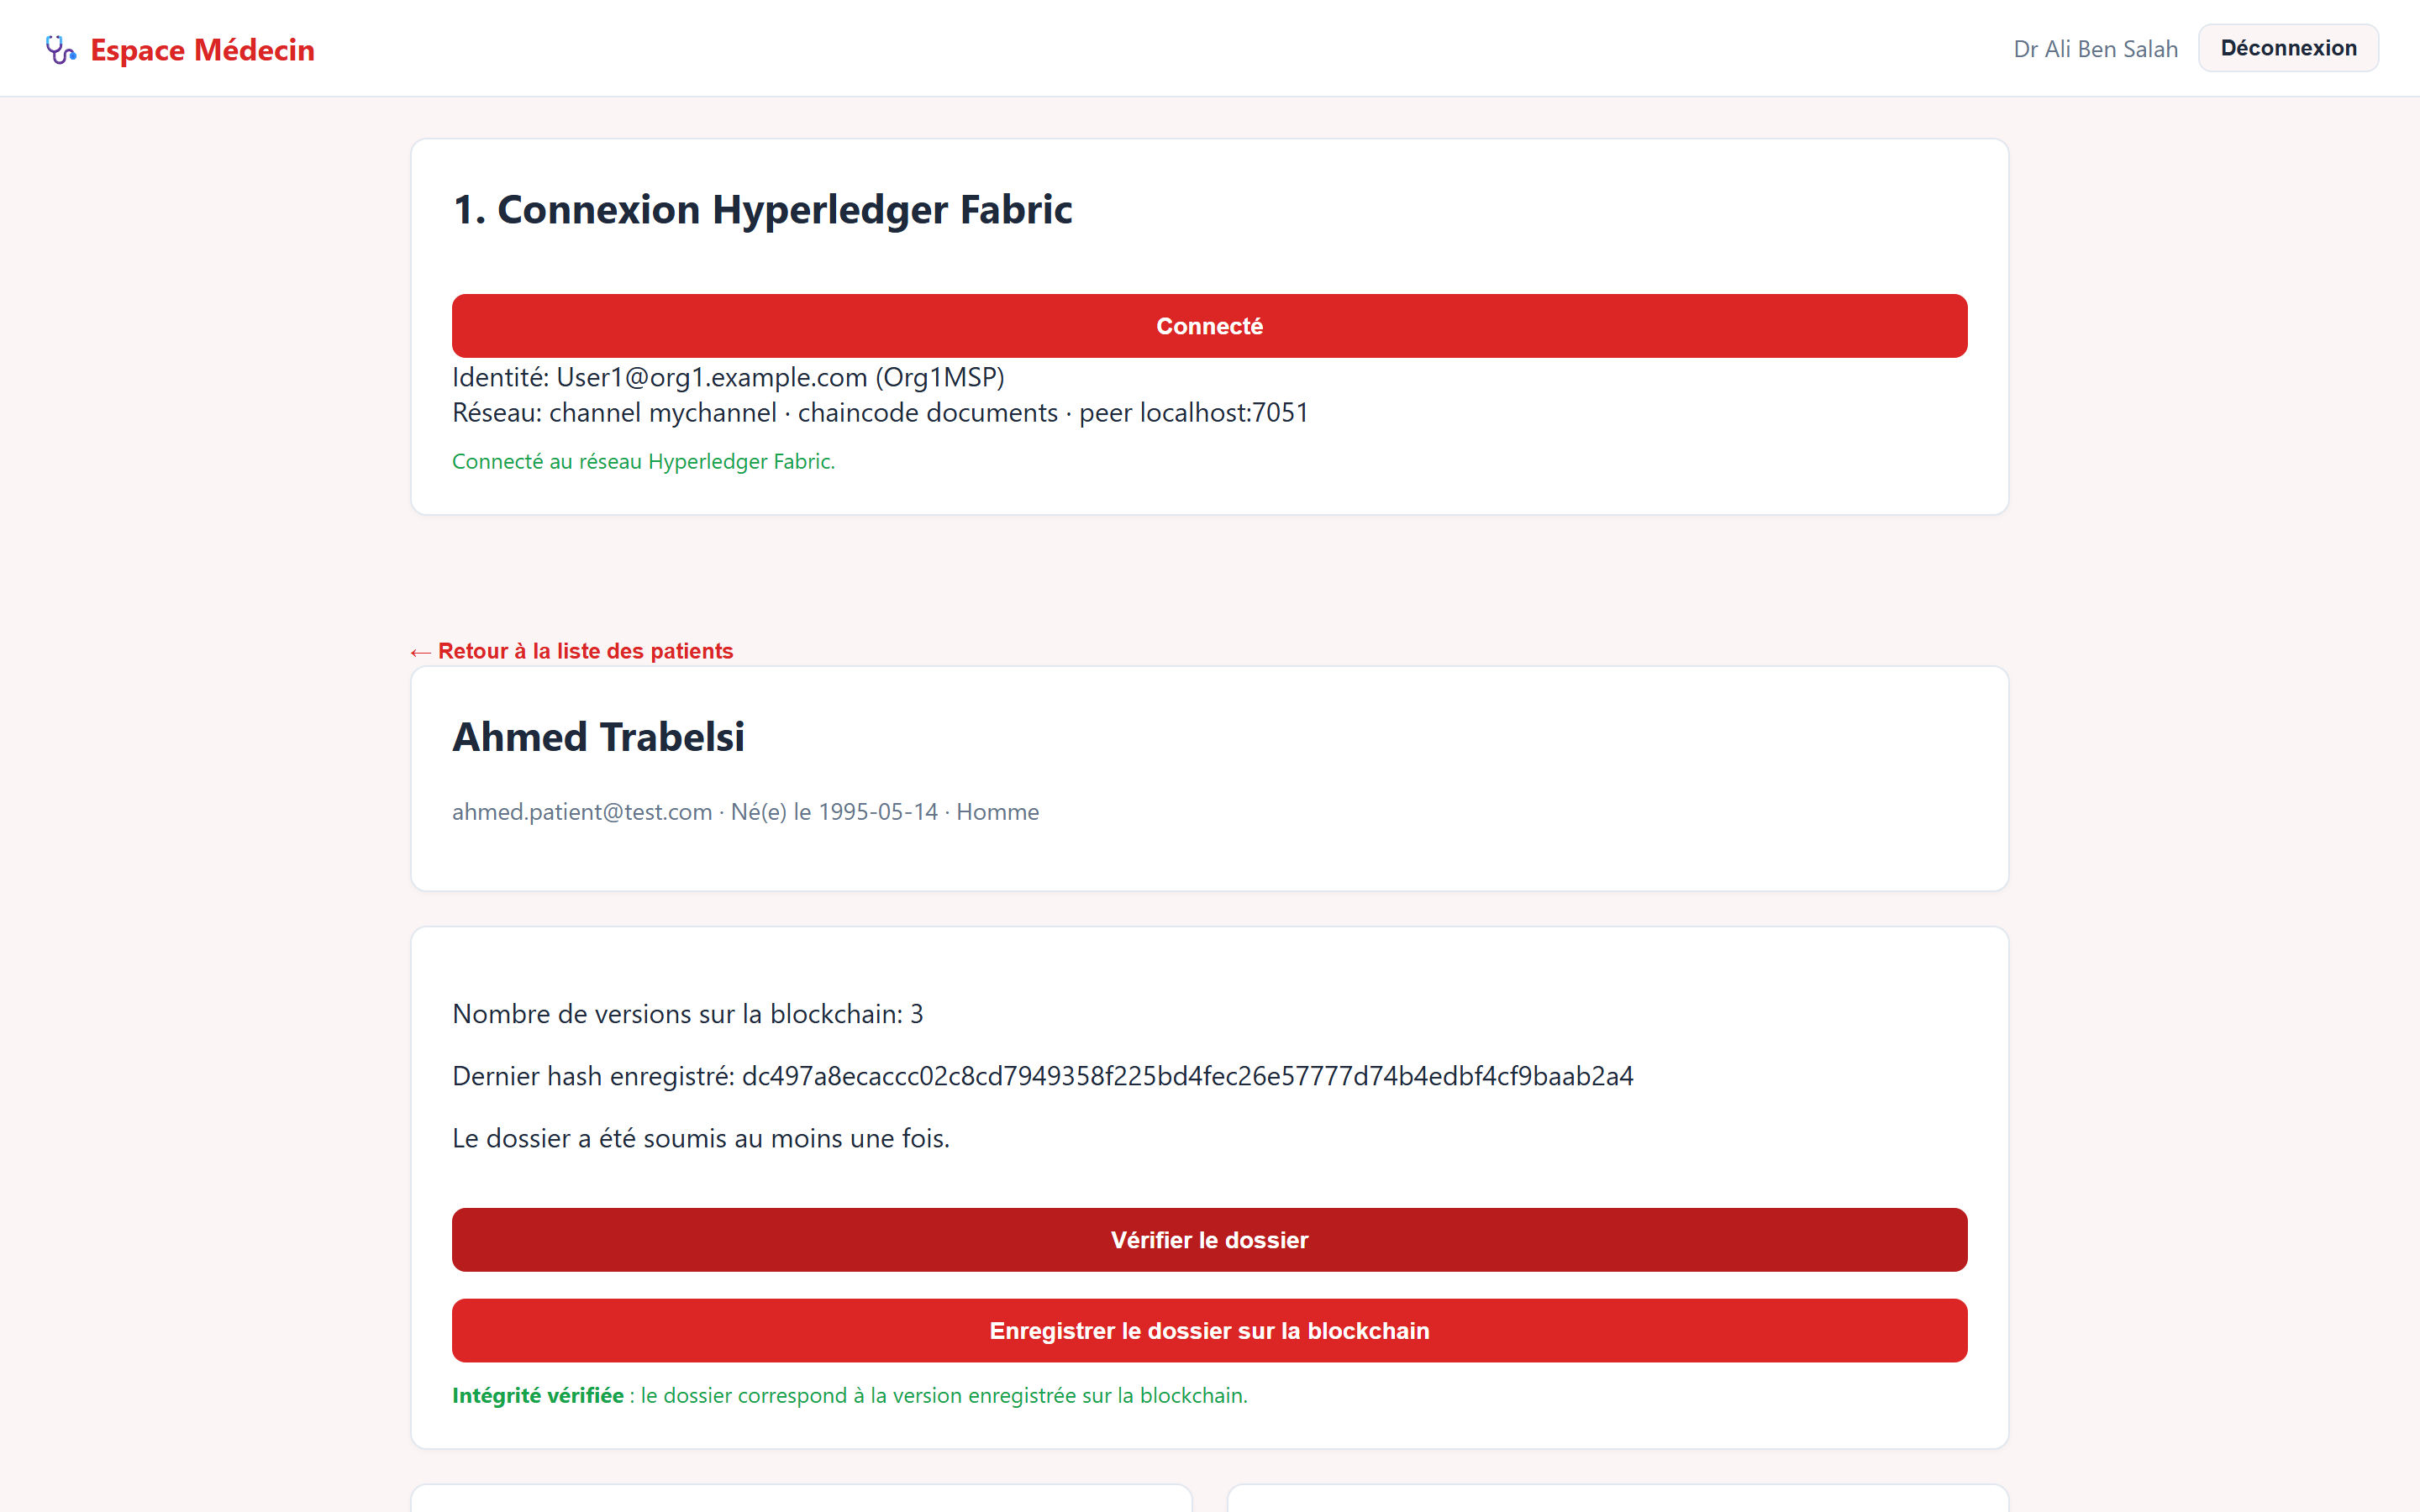 Espace Médecin
Dr Ali Ben Salah
Déconnexion
1. Connexion Hyperledger Fabric
Connecté
Identité: User1@org1.example.com (Org1MSP)
Réseau: channel mychannel · chaincode documents · peer localhost:7051
Connecté au réseau Hyperledger Fabric.
← Retour à la liste des patients
Ahmed Trabelsi
ahmed.patient@test.com · Né(e) le 1995-05-14 · Homme
Nombre de versions sur la blockchain: 3
Dernier hash enregistré: dc497a8ecaccc02c8cd7949358f225bd4fec26e57777d74b4edbf4cf9baab2a4
Le dossier a été soumis au moins une fois.
Vérifier le dossier
Enregistrer le dossier sur la blockchain
Intégrité vérifiée : le dossier correspond à la version enregistrée sur la blockchain.